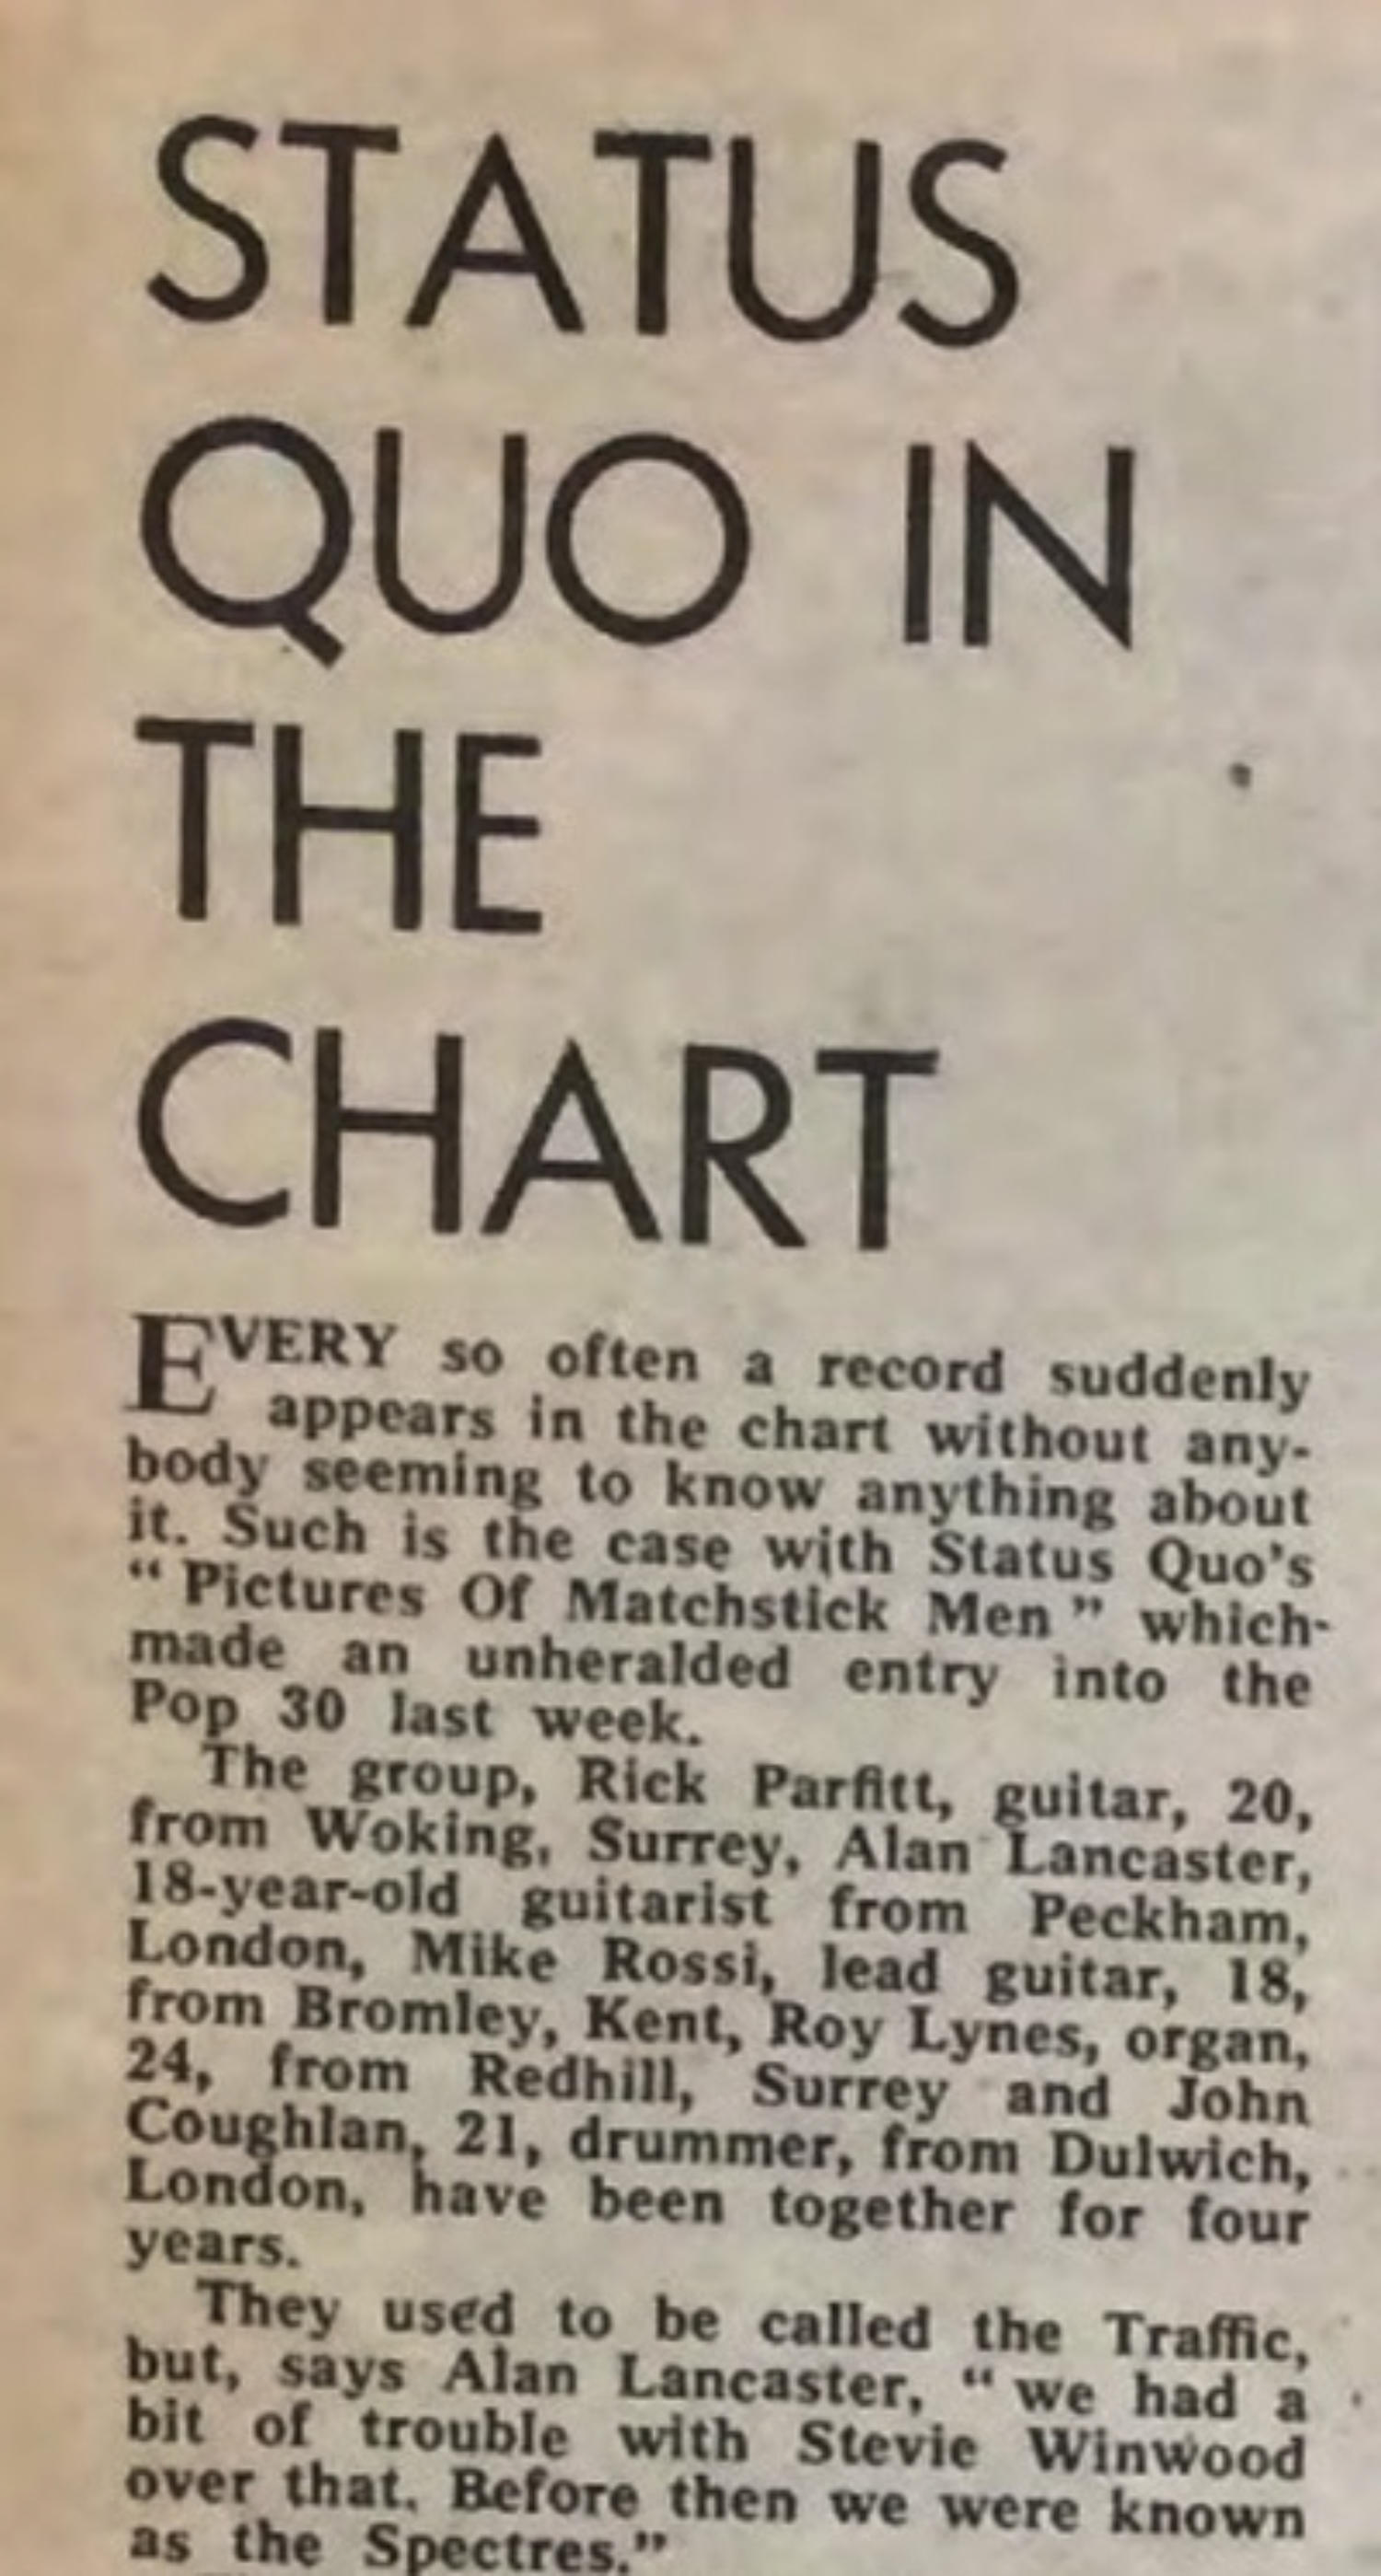 STATUS
QUO IN
THE
CHART
EVERY so often a record suddenly
appears in the chart without any-
body seeming to know anything about
it. Such is the case with Status Quo's
" Pictures Of Matchstick Men " which-
made an unheralded entry into the
Pop 30 last week.
The group, Rick Parfitt, guitar, 20,
from Woking, Surrey, Alan Lancaster,
18-year-old guitarist from Peckham,
London, Mike Rossi, lead guitar, 18,
from Bromley, Kent, Roy Lynes, organ,
24, from Redhill, Surrey and John
Coughlan, 21, drummer, from Dulwich,
London, have been together for four
years.
They used to be called the Traffic,
but, says Alan Lancaster, " we had a
bit of trouble with Stevie Winwood
over that. Before then we were known
as the Spectres."